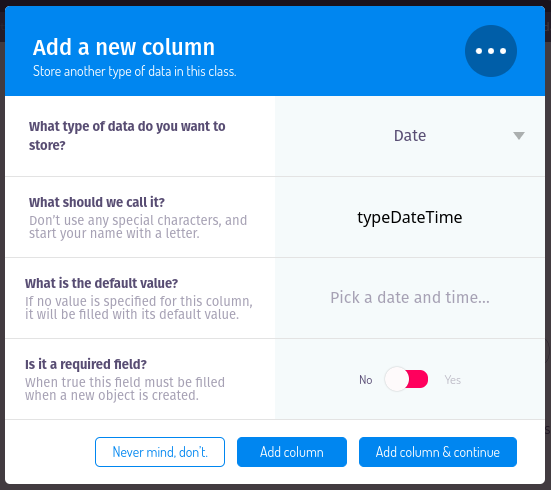 Add a new column
Store another type of data in this class.
What type of data do you want to
store?
Date
What should we call it?
Don't use any special characters, and
start your name with a letter.
typeDateTime
What is the default value?
If no value is specified for this column,
it will be filled with its default value.
Pick a date and time...
Is it a required field?
When true this field must be filled
when a new object is created.
No
Yes
Never mind, don't.
Add column
Add column & continue